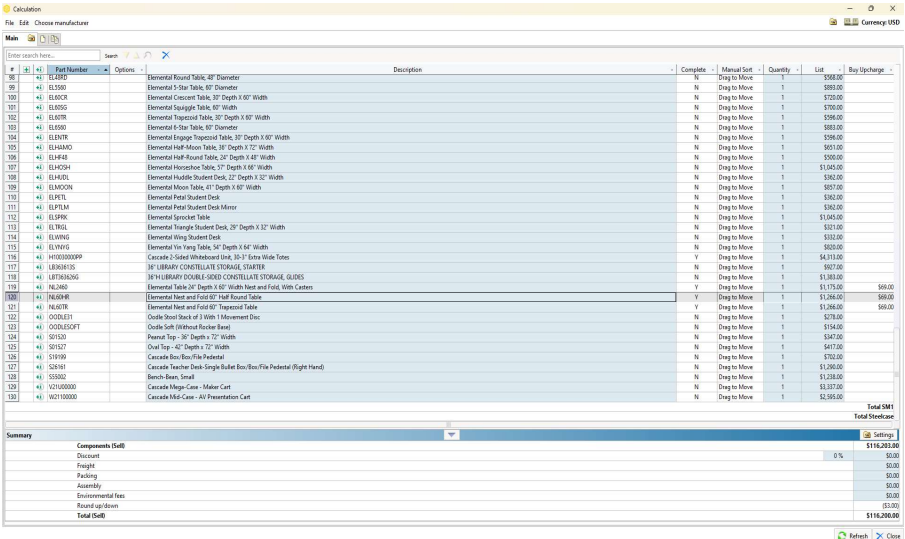 Calculation
File Edit Choose manufacturer Currency: USD
Main
Enter search here... Search
# Part Number Options Description Complete Manual Sort Quantity List Buy Upcharge
98 EL48RD Elemental Round Table, 48" Diameter N Drag to Move 1 $568.00
99 EL5S60 Elemental 5-Star Table, 60" Diameter N Drag to Move 1 $893.00
100 EL60CR Elemental Crescent Table, 30" Depth X 60" Width N Drag to Move 1 $720.00
101 EL60SG Elemental Squiggle Table, 60" Width N Drag to Move 1 $700.00
102 EL60TR Elemental Trapezoid Table, 30" Depth X 60" Width N Drag to Move 1 $596.00
103 EL6S60 Elemental 6-Star Table, 60" Diameter N Drag to Move 1 $883.00
104 ELENTR Elemental Engage Trapezoid Table, 30" Depth X 60" Width N Drag to Move 1 $596.00
105 ELHAMO Elemental Half-Moon Table, 36" Depth X 72" Width N Drag to Move 1 $651.00
106 ELHF48 Elemental Half-Round Table, 24" Depth X 48" Width N Drag to Move 1 $500.00
107 ELHOSH Elemental Horseshoe Table, 57" Depth X 66" Width N Drag to Move 1 $1,045.00
108 ELHUDL Elemental Huddle Student Desk, 22" Depth X 32" Width N Drag to Move 1 $362.00
109 ELMOON Elemental Moon Table, 41" Depth X 60" Width N Drag to Move 1 $857.00
110 ELPETL Elemental Petal Student Desk N Drag to Move 1 $362.00
111 ELPTLM Elemental Petal Student Desk Mirror N Drag to Move 1 $362.00
112 ELSPRK Elemental Sprocket Table N Drag to Move 1 $1,045.00
113 ELTRGL Elemental Triangle Student Desk, 29" Depth X 32" Width N Drag to Move 1 $321.00
114 ELWING Elemental Wing Student Desk N Drag to Move 1 $332.00
115 ELYNYG Elemental Yin Yang Table, 54" Depth X 64" Width N Drag to Move 1 $820.00
116 H10030000PP Cascade 2-Sided Whiteboard Unit, 30-3" Extra Wide Totes Y Drag to Move 1 $4,313.00
117 LB363613S 36" LIBRARY CONSTELLATE STORAGE, STARTER N Drag to Move 1 $927.00
118 LBT363626G 36"H LIBRARY DOUBLE-SIDED CONSTELLATE STORAGE, GLIDES N Drag to Move 1 $1,383.00
119 NL2460 Elemental Table 24" Depth X 60" Width Nest and Fold, With Casters Y Drag to Move 1 $1,175.00 $69.00
120 NL60HR Elemental Nest and Fold 60" Half Round Table Y Drag to Move 1 $1,266.00 $69.00
121 NL60TR Elemental Nest and Fold 60" Trapezoid Table Y Drag to Move 1 $1,266.00 $69.00
122 OODLE31 Oodle Stool Stack of 3 With 1 Movement Disc N Drag to Move 1 $278.00
123 OODLESOFT Oodle Soft (Without Rocker Base) N Drag to Move 1 $154.00
124 S01520 Peanut Top - 36" Depth x 72" Width N Drag to Move 1 $347.00
125 S01527 Oval Top - 42" Depth x 72" Width N Drag to Move 1 $417.00
126 S19199 Cascade Box/Box/File Pedestal N Drag to Move 1 $702.00
127 S26161 Cascade Teacher Desk-Single Bullet Box/Box/File Pedestal (Right Hand) N Drag to Move 1 $1,290.00
128 S55002 Bench-Bean, Small N Drag to Move 1 $1,238.00
129 V21U00000 Cascade Mega-Case - Maker Cart N Drag to Move 1 $3,337.00
130 W21100000 Cascade Mid-Case - AV Presentation Cart N Drag to Move 1 $2,595.00
Total SM1
Total Steelcase
Summary Settings
Components (Sell) $116,203.00
Discount 0 % $0.00
Freight $0.00
Packing $0.00
Assembly $0.00
Environmental fees $0.00
Round up/down ($3.00)
Total (Sell) $116,200.00
Refresh Close